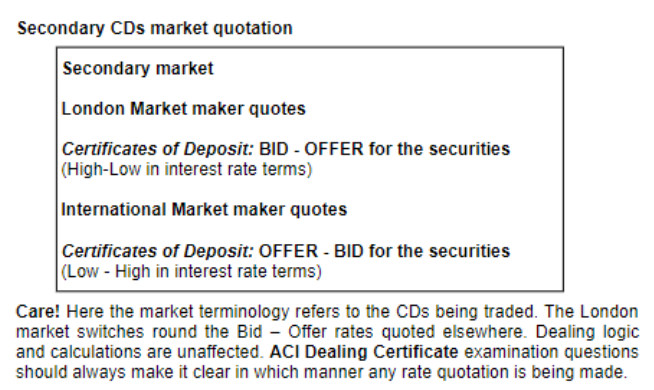 Secondary CDs market quotation
Secondary market
London Market maker quotes
Certificates of Deposit: BID - OFFER for the securities
(High-Low in interest rate terms)
International Market maker quotes
Certificates of Deposit: OFFER - BID for the securities
(Low - High in interest rate terms)
Care! Here the market terminology refers to the CDs being traded. The London
market switches round the Bid – Offer rates quoted elsewhere. Dealing logic
and calculations are unaffected. ACI Dealing Certificate examination questions
should always make it clear in which manner any rate quotation is being made.